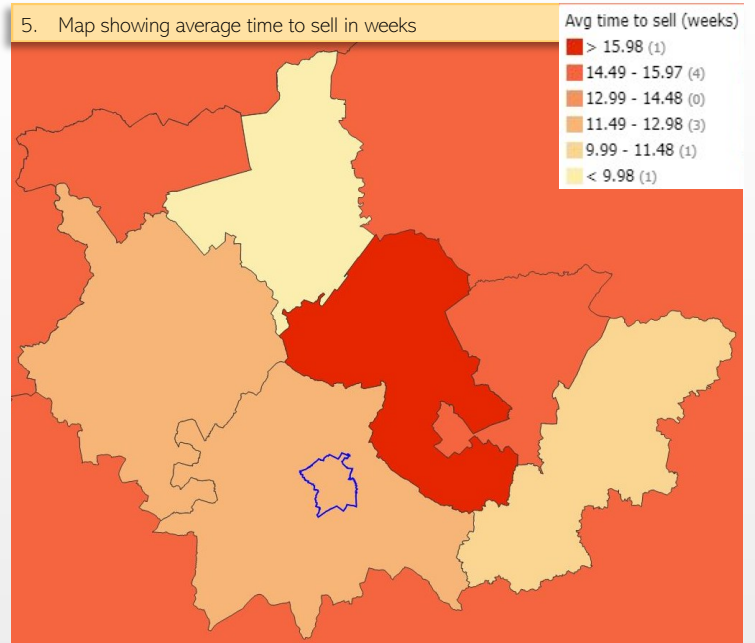 5. Map showing average time to sell in weeks
Avg time to sell (weeks)
> 15.98 (1)
14.49 - 15.97 (4)
12.99 - 14.48 (0)
11.49 - 12.98 (3)
9.99 - 11.48 (1)
< 9.98 (1)